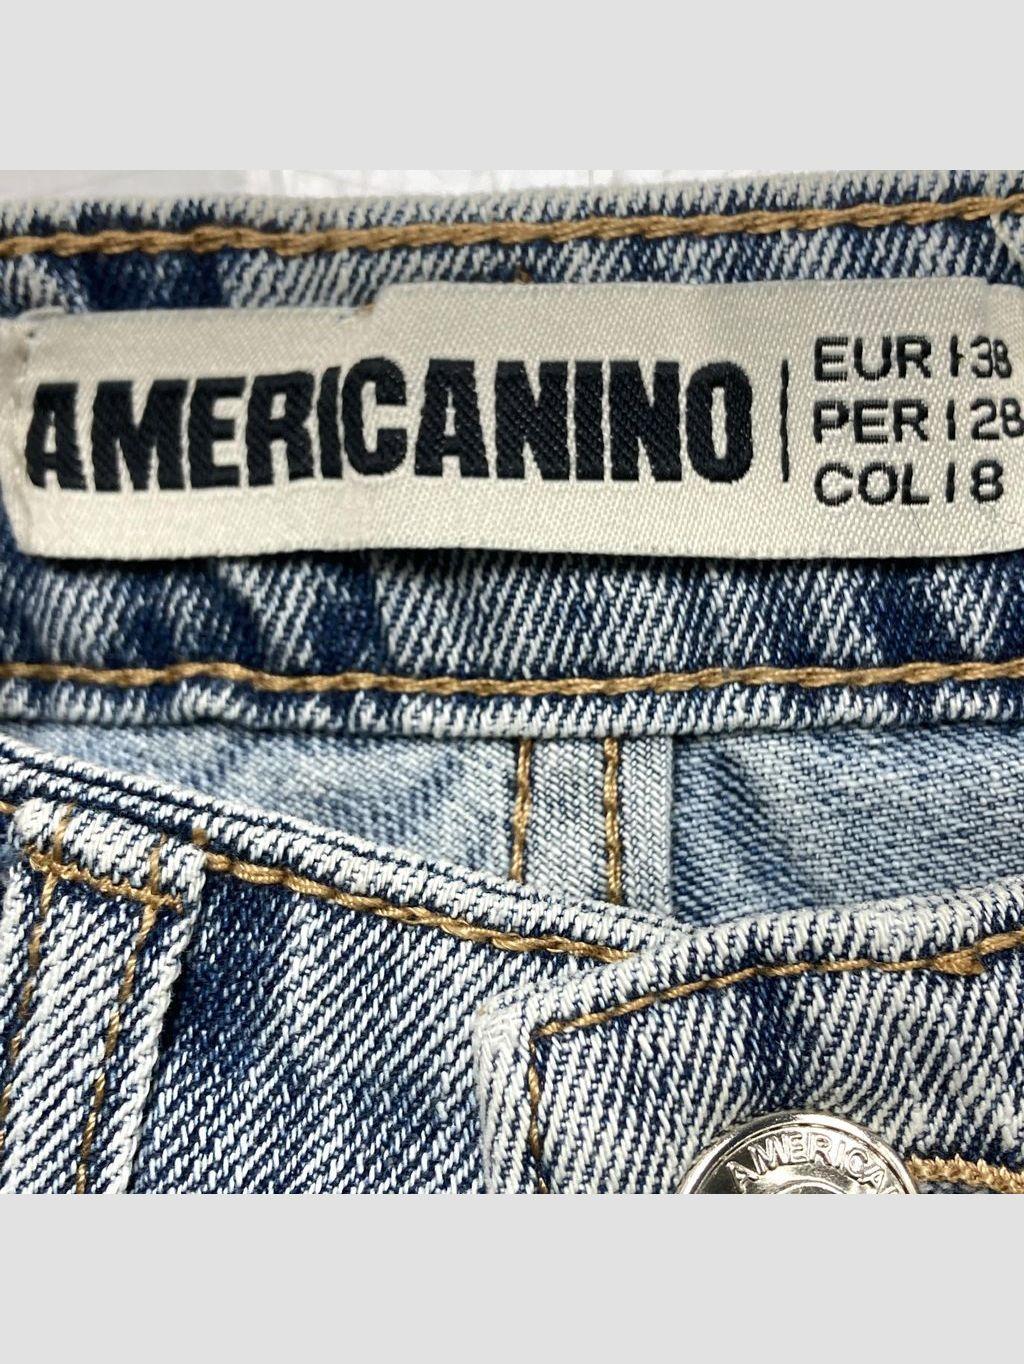 AMERICANINO
EUR | 38
PER | 28
COL | 8
AMERICA